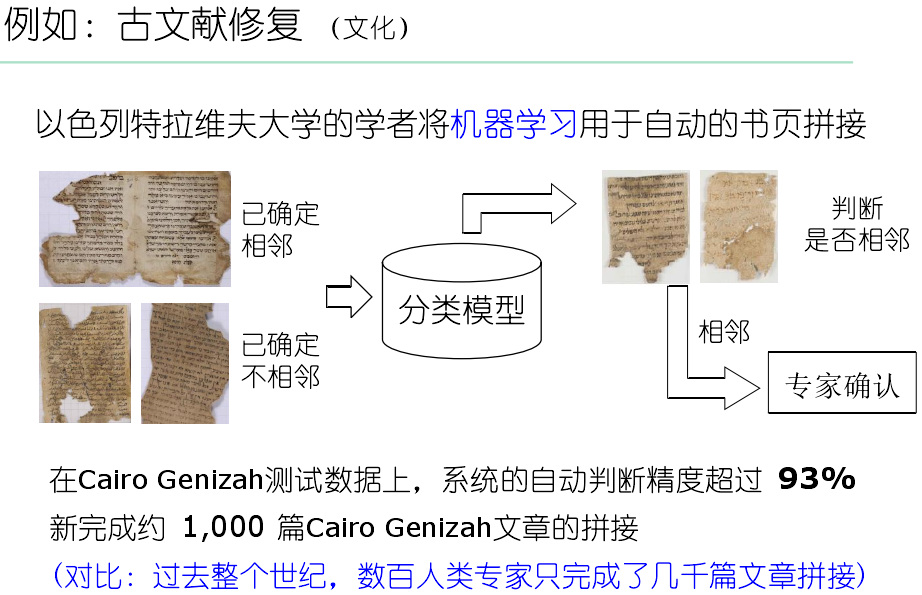 例如：古文献修复 （文化）
以色列特拉维夫大学的学者将机器学习用于自动的书页拼接
已确定
相邻
已确定
不相邻
分类模型
判断
是否相邻
相邻
专家确认
在Cairo Genizah测试数据上，系统的自动判断精度超过 93%
新完成约 1,000 篇Cairo Genizah文章的拼接
(对比：过去整个世纪，数百人类专家只完成了几千篇文章拼接)